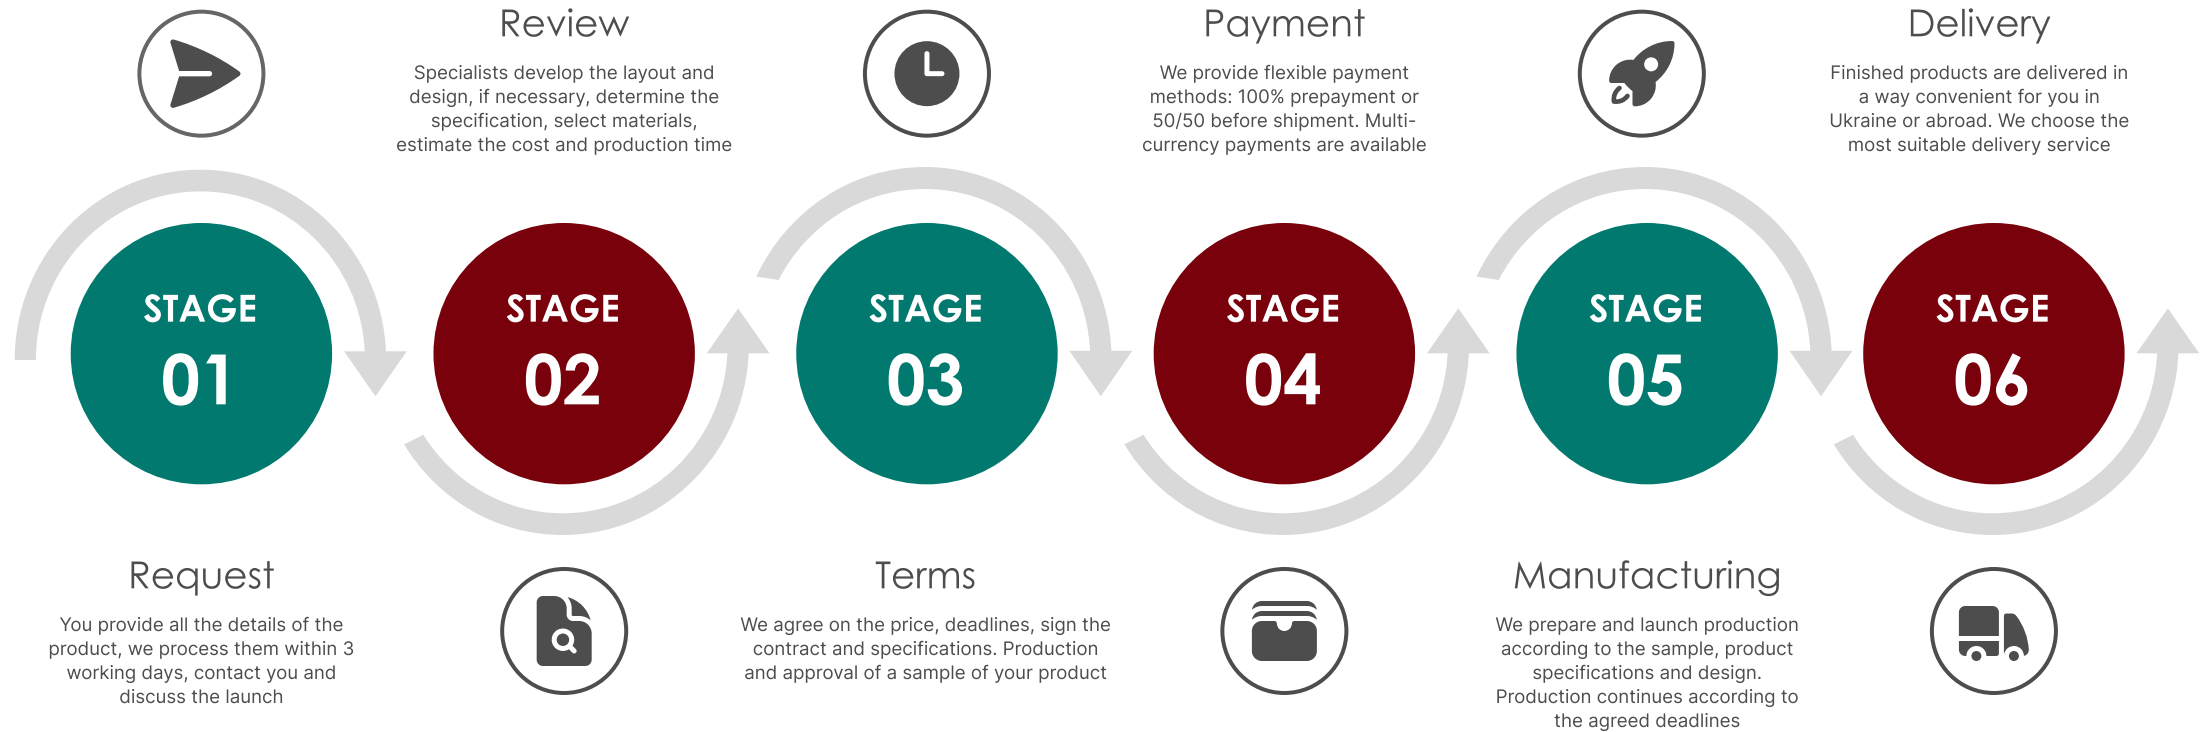 STAGE
01
Request
You provide all the details of the
product, we process them within 3
working days, contact you and
discuss the launch
Review
Specialists develop the layout and
design, if necessary, determine the
specification, select materials,
estimate the cost and production time
STAGE
02
STAGE
03
Terms
We agree on the price, deadlines, sign the
contract and specifications. Production
and approval of a sample of your product
Payment
We provide flexible payment
methods: 100% prepayment or
50/50 before shipment. Multi-
currency payments are available
STAGE
04
STAGE
05
Manufacturing
We prepare and launch production
according to the sample, product
specifications and design.
Production continues according to
the agreed deadlines
Delivery
Finished products are delivered in
a way convenient for you in
Ukraine or abroad. We choose the
most suitable delivery service
STAGE
06